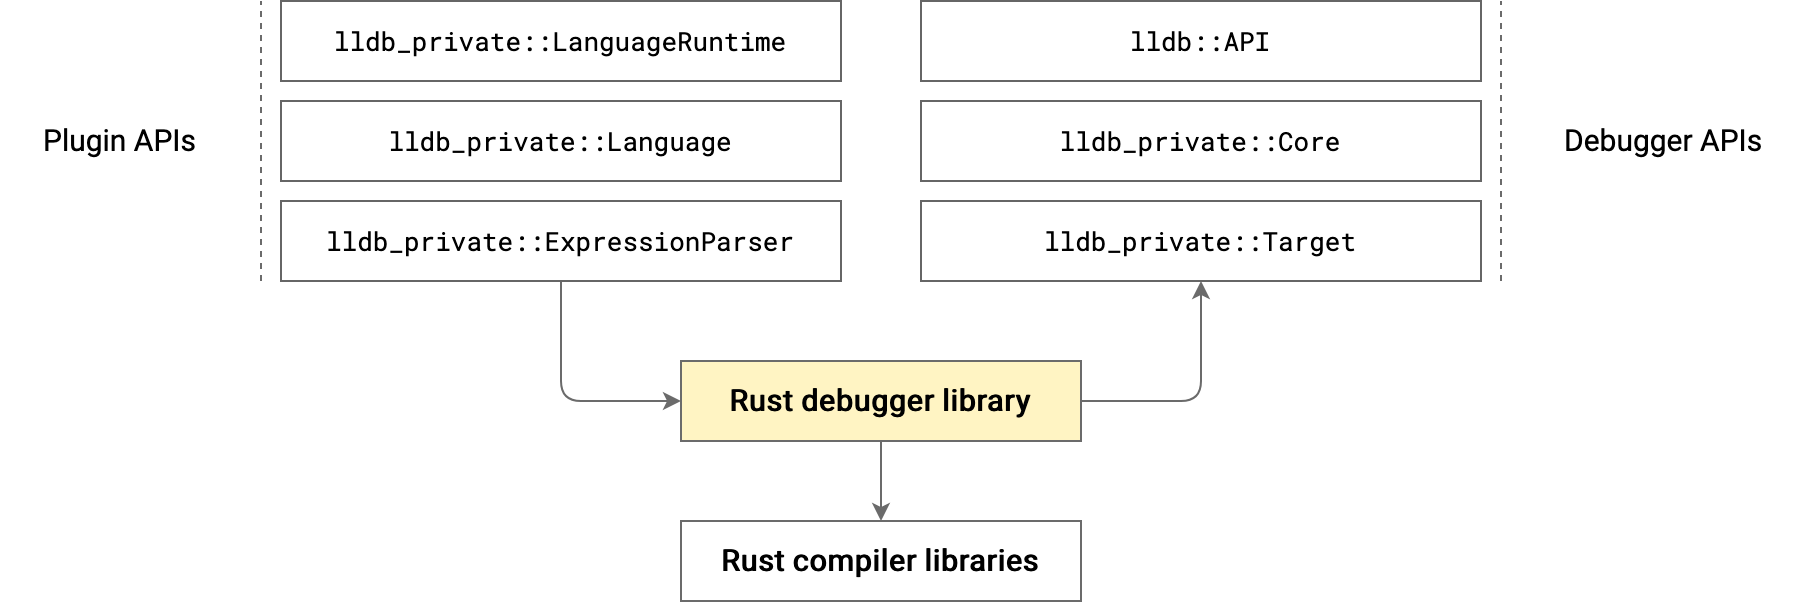 Plugin APIs
lldb_private::LanguageRuntime
lldb_private::Language
lldb_private::ExpressionParser
lldb::API
lldb_private::Core
lldb_private::Target
Debugger APIs
Rust debugger library
Rust compiler libraries